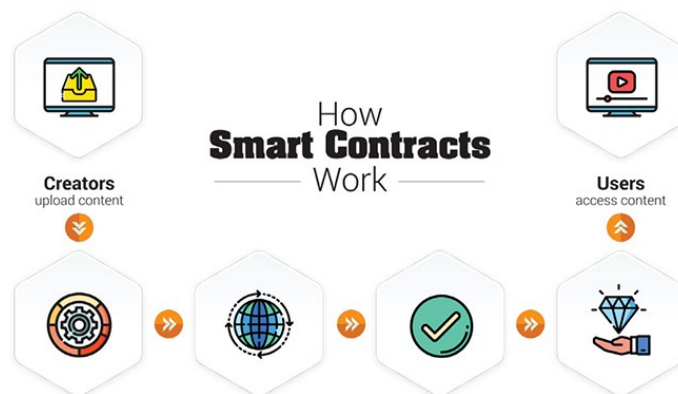 How
Smart Contracts
Work
Creators
upload content
Users
access content